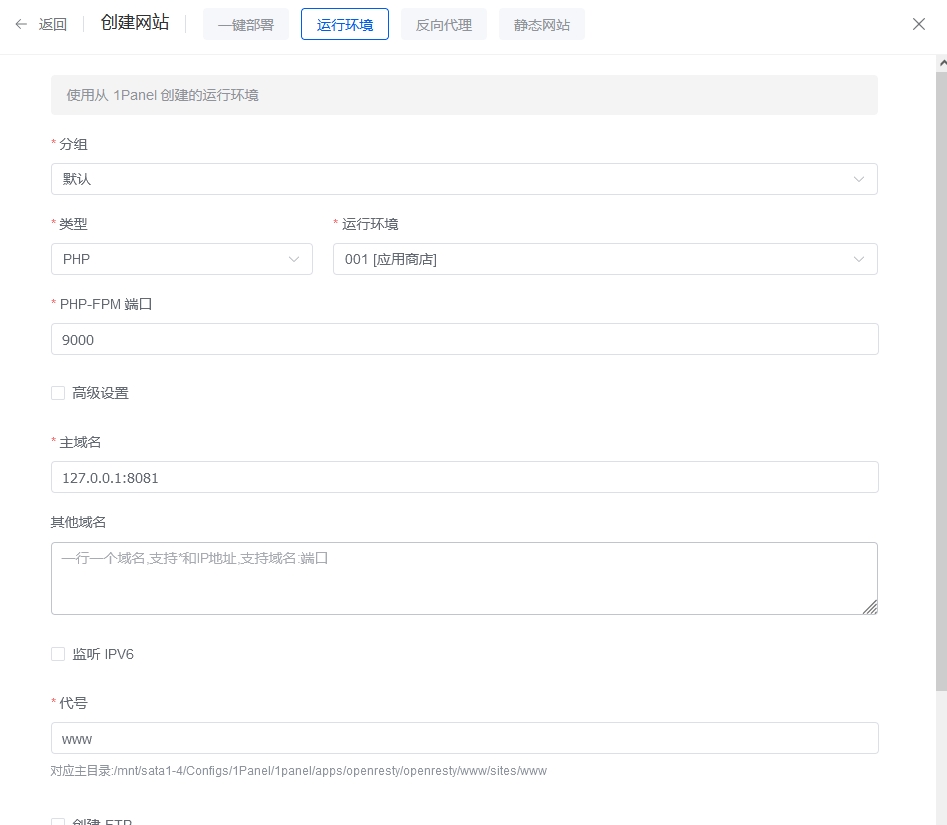 返回 创建网站 一键部署 运行环境 反向代理 静态网站
使用从 1Panel 创建的运行环境
* 分组
默认
* 类型 * 运行环境
PHP 001 [应用商店]
* PHP-FPM 端口
9000
高级设置
* 主域名
127.0.0.1:8081
其他域名
一行一个域名,支持*和IP地址,支持域名:端口
监听 IPV6
* 代号
www
对应主目录:/mnt/sata1-4/Configs/1Panel/1panel/apps/openresty/openresty/www/sites/www
创建 FTP